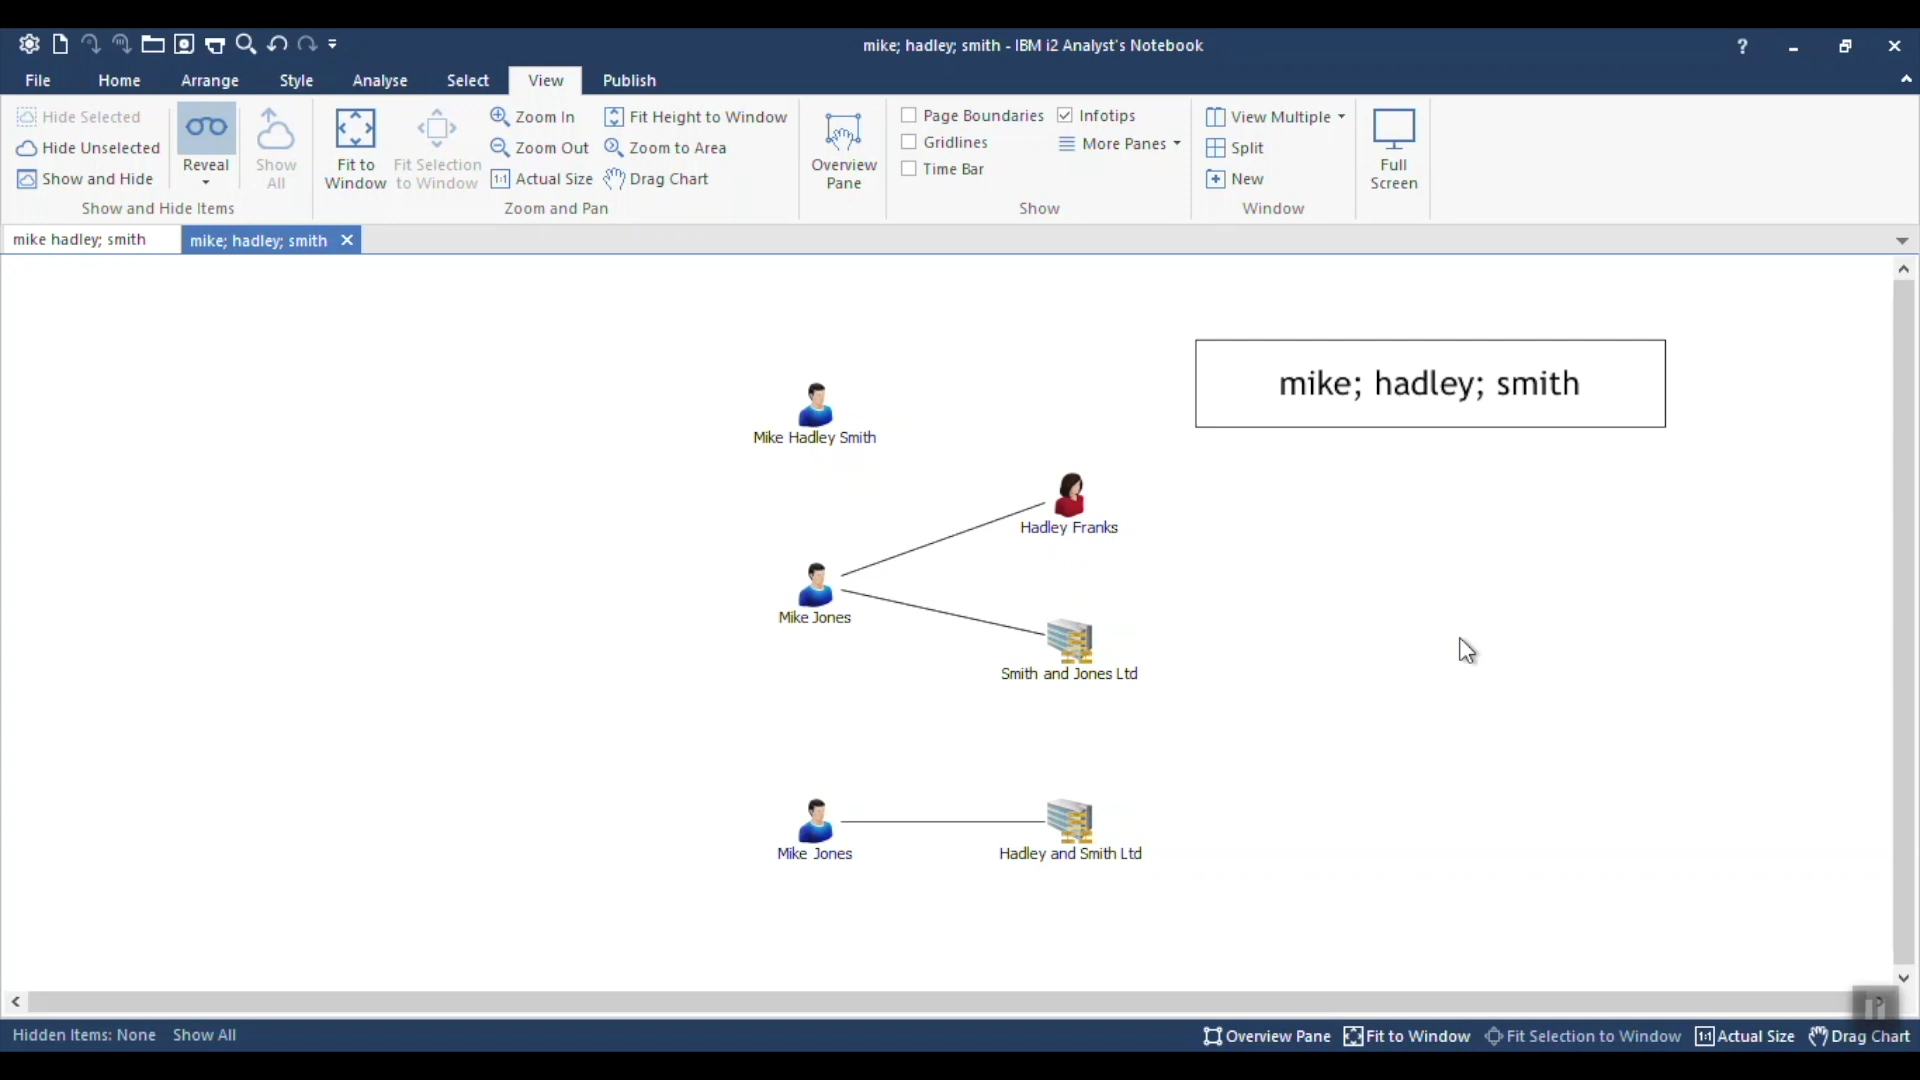 mike; hadley; smith - IBM i2 Analyst's Notebook
?
File Home Arrange Style Analyse Select View Publish
Hide Selected
Hide Unselected
Show and Hide
Reveal
Show All
Show and Hide Items
Fit to Window
Fit Selection to Window
Zoom In
Zoom Out
1:1 Actual Size
Fit Height to Window
Zoom to Area
Drag Chart
Zoom and Pan
Overview Pane
Page Boundaries
Gridlines
Time Bar
Infotips
More Panes
Show
View Multiple
Split
New
Window
Full Screen
mike hadley; smith
mike; hadley; smith
mike; hadley; smith
Mike Hadley Smith
Hadley Franks
Mike Jones
Smith and Jones Ltd
Mike Jones
Hadley and Smith Ltd
Hidden Items: None Show All
Overview Pane Fit to Window Fit Selection to Window 1:1 Actual Size Drag Chart